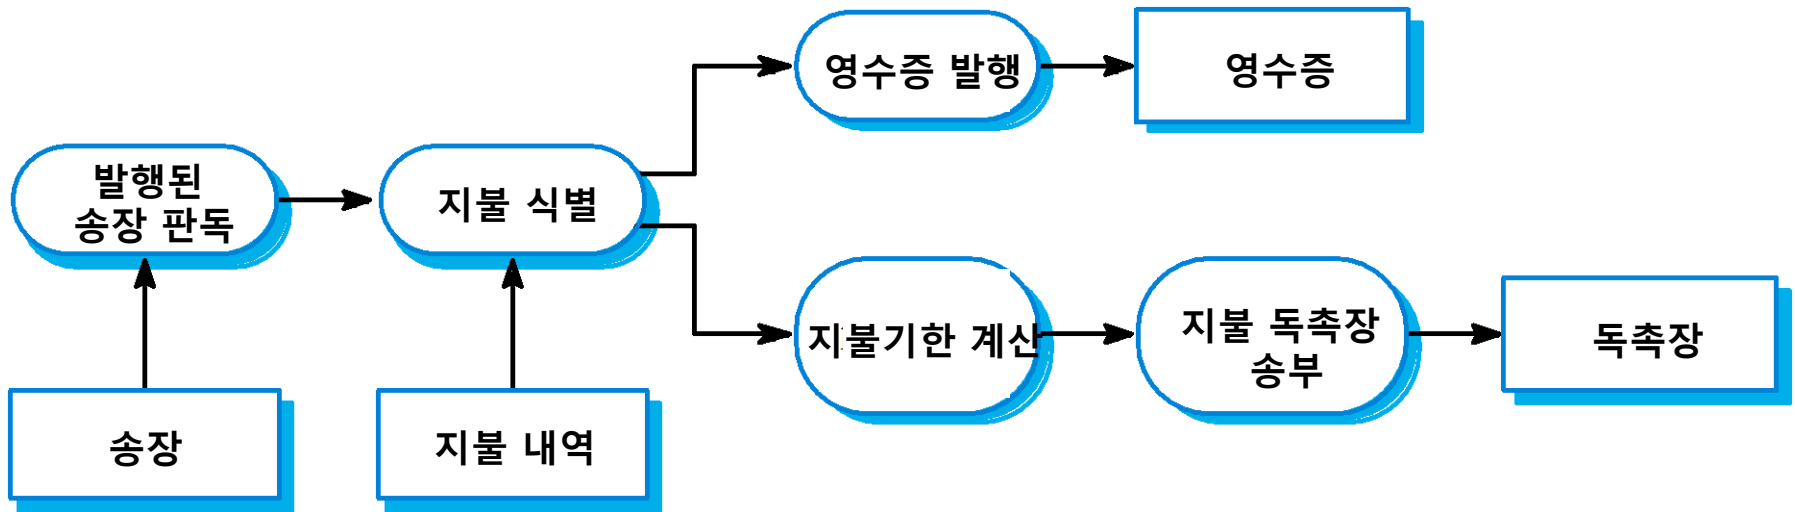 영수증 발행
영수증
발행된
송장 판독
지불 식별
지불기한 계산
지불 독촉장
송부
독촉장
송장
지불 내역